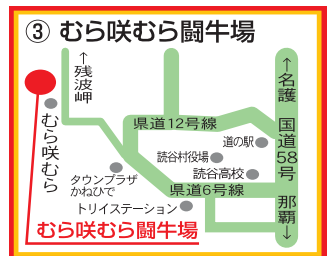 ③ むら咲むら闘牛場
↑残波岬
↑名護 国道58号 那覇↓
むら咲むら
県道12号線
道の駅
読谷村役場
読谷高校
タウンプラザ
かねひで
県道6号線
トリイステーション
むら咲むら闘牛場